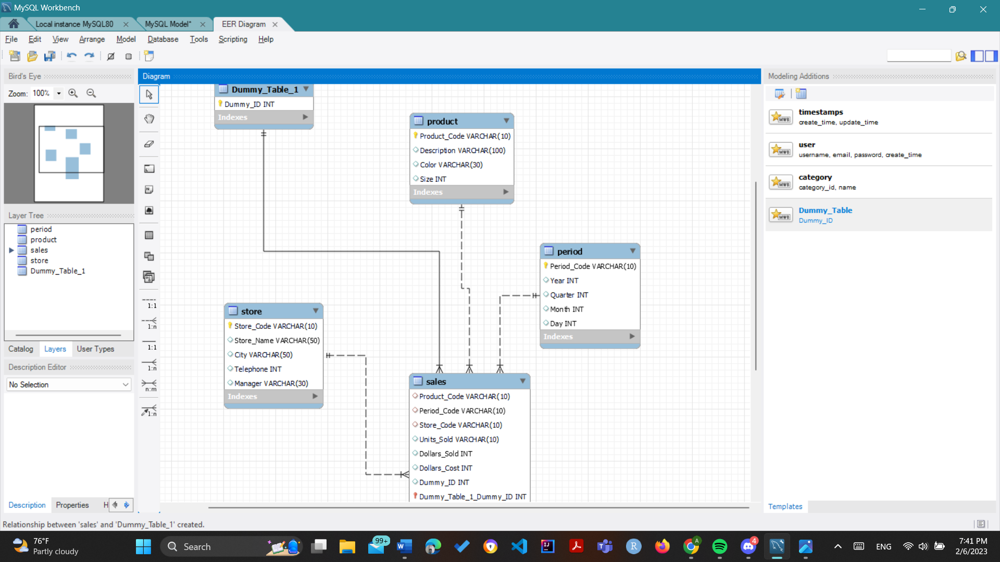 MySQL Workbench
Local instance MySQL80
MySQL Model*
EER Diagram
File Edit View Arrange Model Database Tools Scripting Help
Bird's Eye
Zoom: 100%
Layer Tree
period
product
sales
store
Dummy_Table_1
Catalog Layers User Types
Description Editor
No Selection
Description Properties H
Relationship between 'sales' and 'Dummy_Table_1' created.
Diagram
1:1
1:n
1:1
1:n
n:m
1:n
Dummy_Table_1
Dummy_ID INT
Indexes
product
Product_Code VARCHAR(10)
Description VARCHAR(100)
Color VARCHAR(30)
Size INT
Indexes
period
Period_Code VARCHAR(10)
Year INT
Quarter INT
Month INT
Day INT
Indexes
store
Store_Code VARCHAR(10)
Store_Name VARCHAR(50)
City VARCHAR(50)
Telephone INT
Manager VARCHAR(30)
Indexes
sales
Product_Code VARCHAR(10)
Period_Code VARCHAR(10)
Store_Code VARCHAR(10)
Units_Sold VARCHAR(10)
Dollars_Sold INT
Dollars_Cost INT
Dummy_ID INT
Dummy_Table_1_Dummy_ID INT
Modeling Additions
MWB
timestamps
create_time, update_time
MWB
user
username, email, password, create_time
MWB
category
category_id, name
MWB
Dummy_Table
Dummy_ID
Templates
76°F
Partly cloudy
Search
99+
W
IJ
T
R
A
4
ENG
7:41 PM
2/6/2023